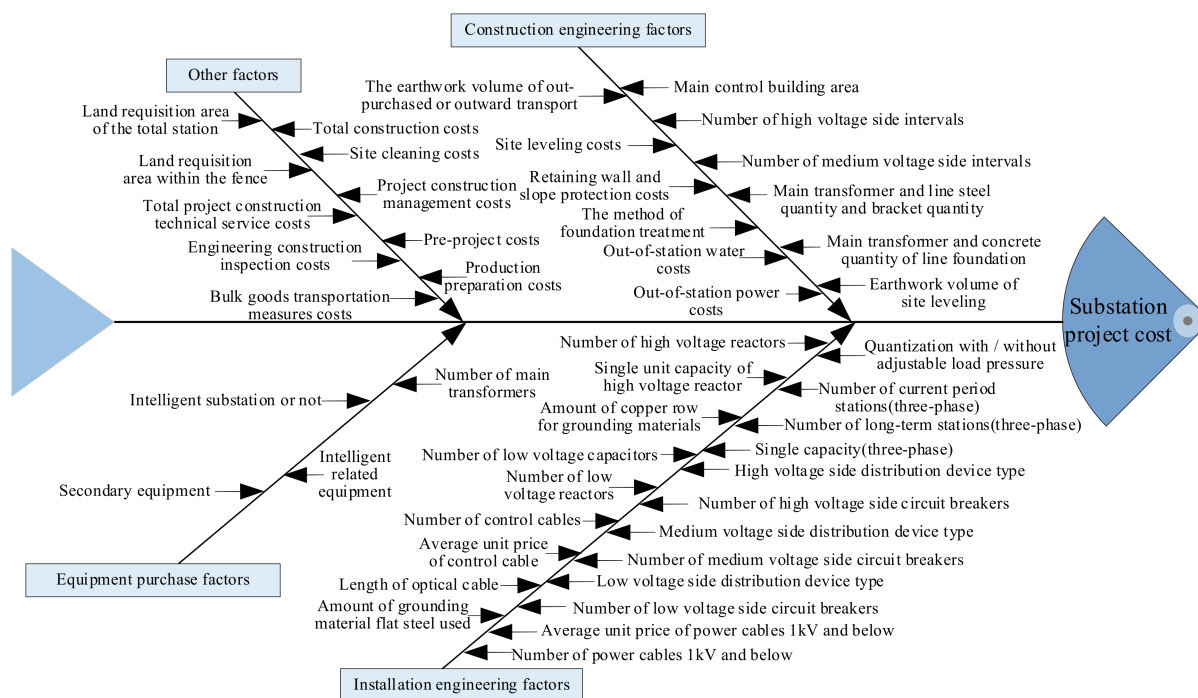 Construction engineering factors
Other factors
The earthwork volume of out-
purchased or outward transport
Main control building area
Land requisition area
of the total station
Total construction costs
Number of high voltage side intervals
Site leveling costs
Site cleaning costs
Number of medium voltage side intervals
Land requisition
area within the fence
Retaining wall and
slope protection costs
Project construction
management costs
Main transformer and line steel
quantity and bracket quantity
Total project construction
technical service costs
The method of
foundation treatment
Pre-project costs
Main transformer and concrete
quantity of line foundation
Engineering construction
inspection costs
Out-of-station water
costs
Production
preparation costs
Earthwork volume of
site leveling
Bulk goods transportation
measures costs
Out-of-station power
costs
Substation
project cost
Number of high voltage reactors
Quantization with / without
adjustable load pressure
Number of main
transformers
Single unit capacity of
high voltage reactor
Number of current period
stations(three-phase)
Intelligent substation or not
Amount of copper row
for grounding materials
Number of long-term stations(three-phase)
Number of low voltage capacitors
Single capacity(three-phase)
Intelligent
related
equipment
High voltage side distribution device type
Secondary equipment
Number of low
voltage reactors
Number of high voltage side circuit breakers
Number of control cables
Medium voltage side distribution device type
Average unit price
of control cable
Number of medium voltage side circuit breakers
Equipment purchase factors
Length of optical cable
Low voltage side distribution device type
Amount of grounding
material flat steel used
Number of low voltage side circuit breakers
Average unit price of power cables 1kV and below
Number of power cables 1kV and below
Installation engineering factors